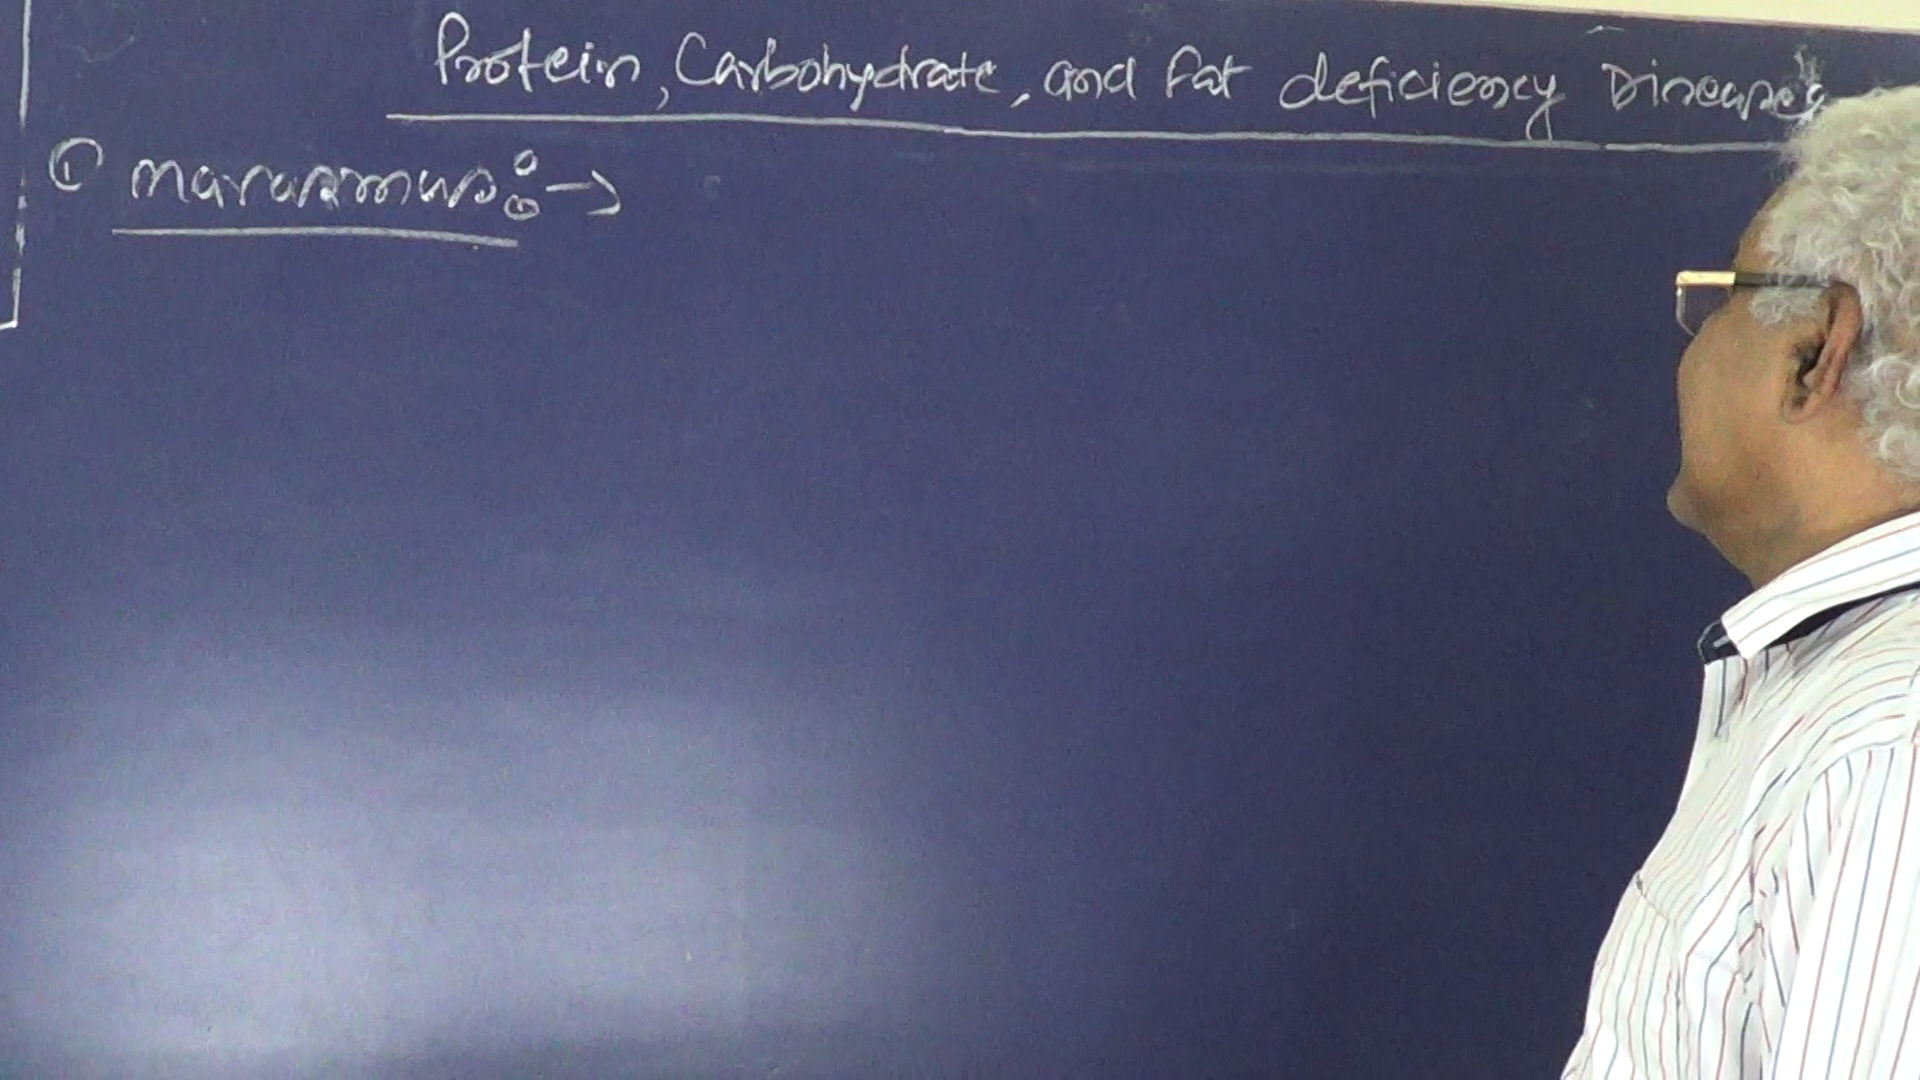 Protein, Carbohydrate, and Fat deficiency Diseases
① marasmus :→